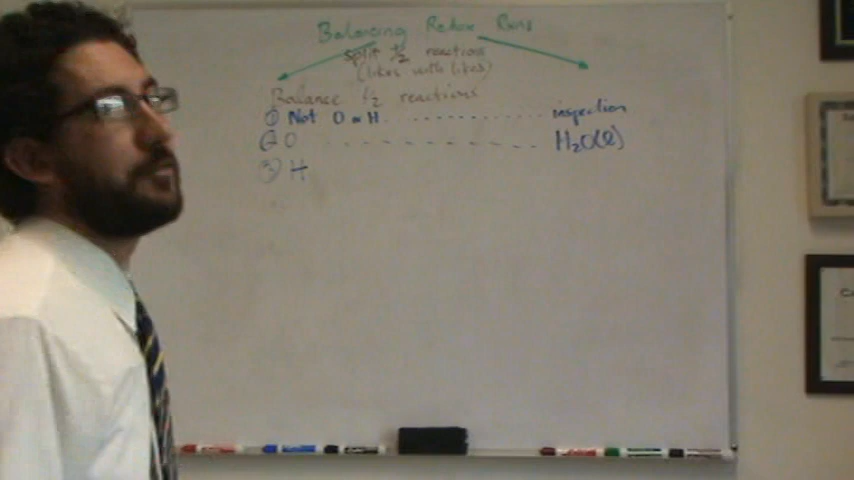 Balancing Redox Rxns
split ½ reactions
(likes with likes)
Balance ½ reactions
① Not O or H. .......... inspection
② O . - - - - - - - - - H₂O(l)
③ H